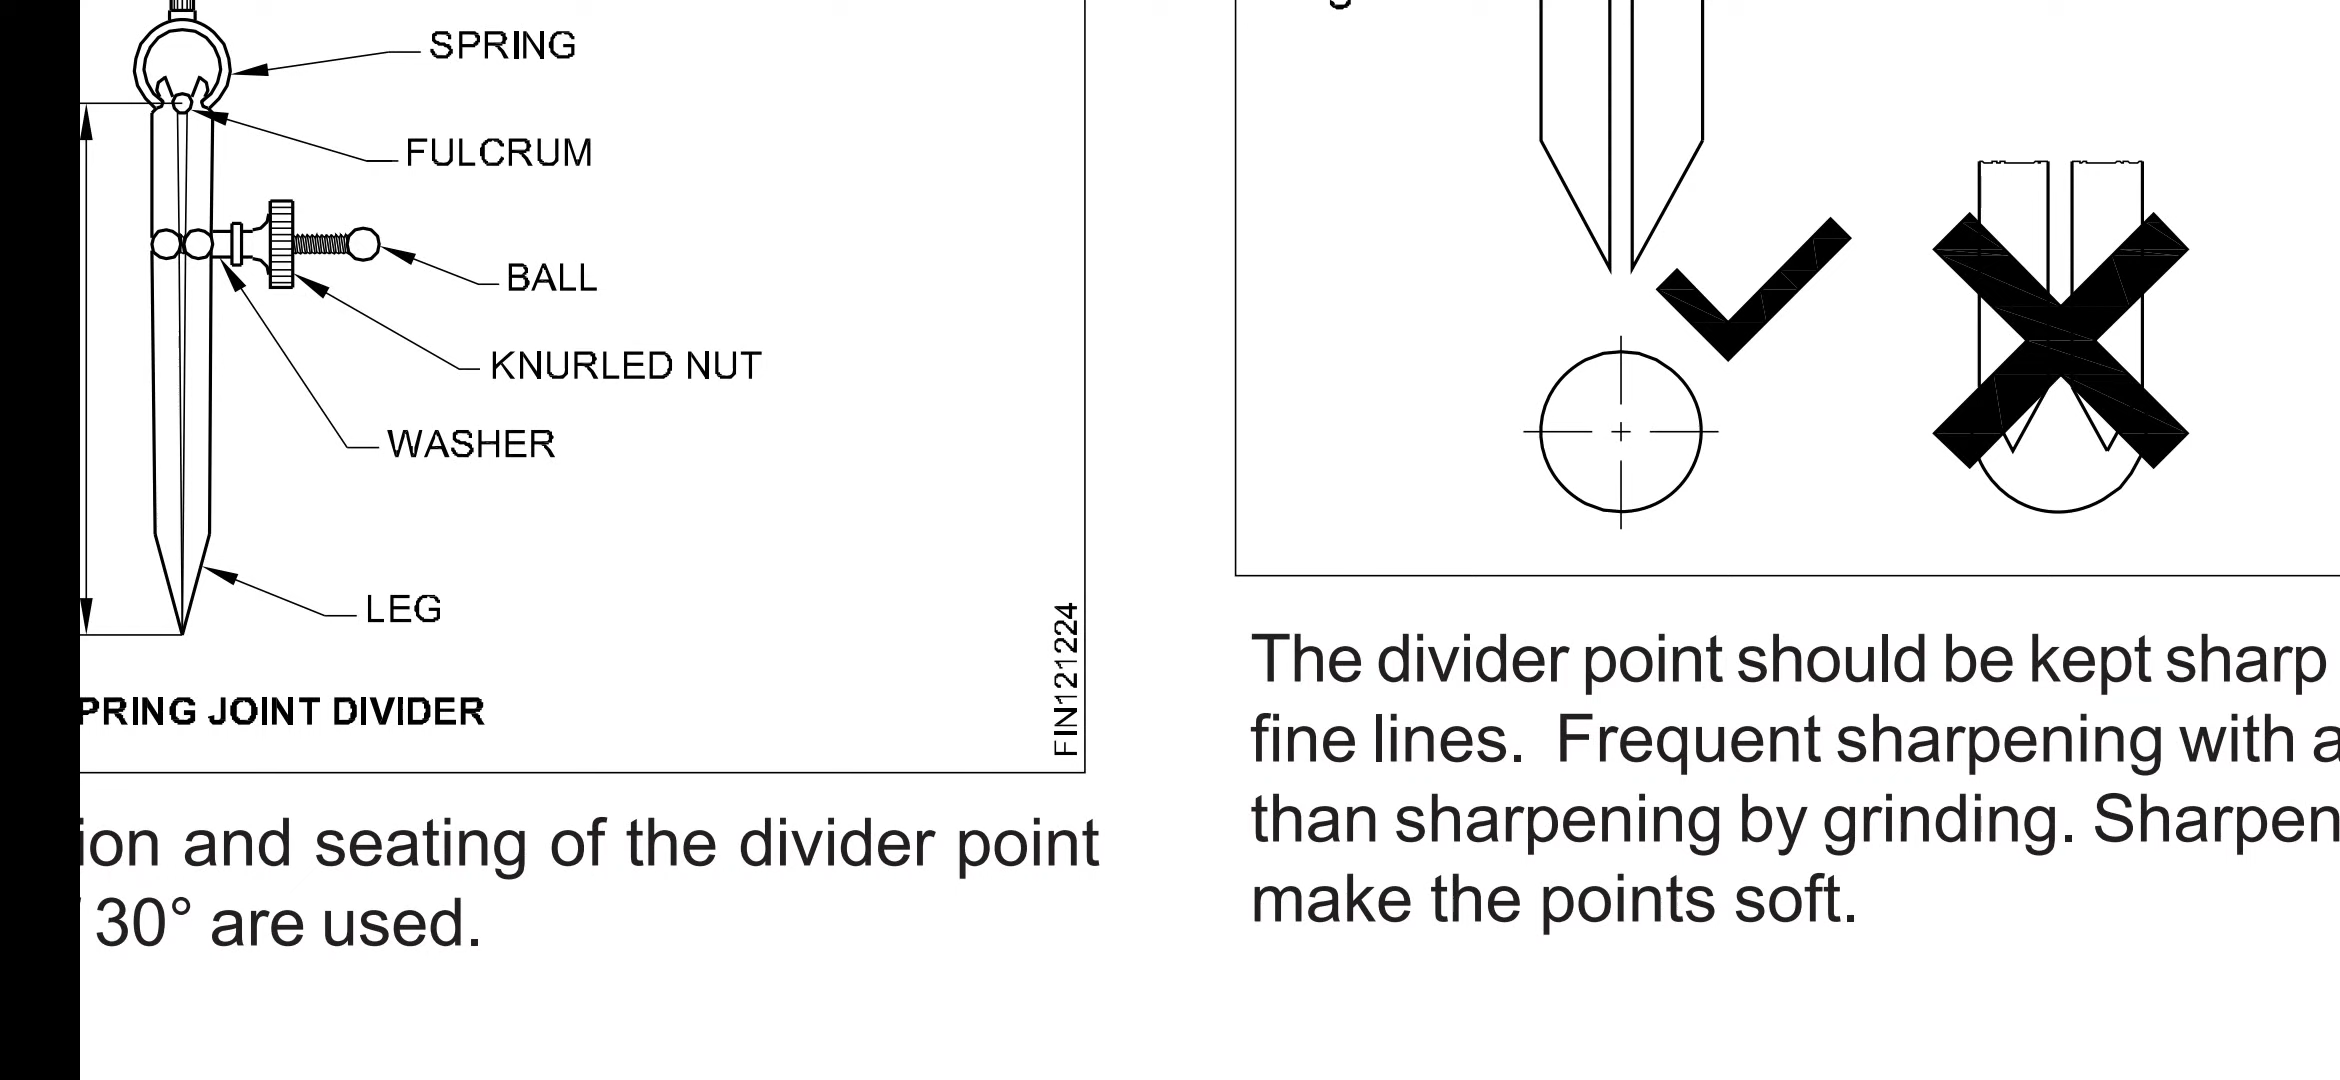 SPRING
FULCRUM
BALL
KNURLED NUT
WASHER
LEG
PRING JOINT DIVIDER
FIN121224
ion and seating of the divider point
30° are used.
The divider point should be kept sharp
fine lines. Frequent sharpening with a
than sharpening by grinding. Sharpen
make the points soft.